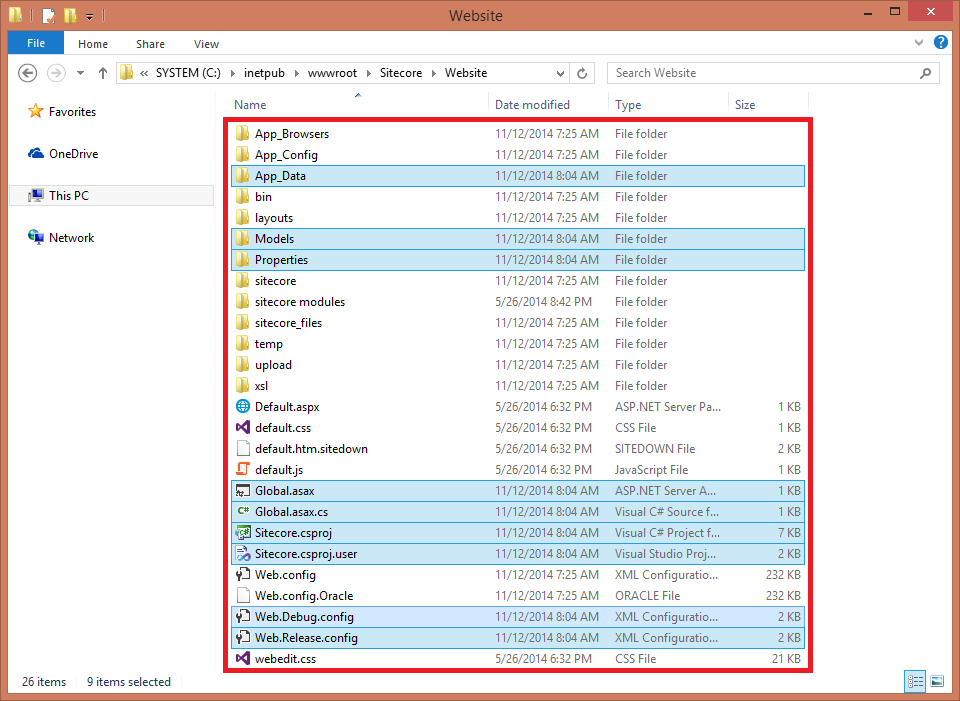 Website
File Home Share View
« SYSTEM (C:) inetpub wwwroot Sitecore Website Search Website
Name Date modified Type Size
Favorites
OneDrive
This PC
Network
App_Browsers 11/12/2014 7:25 AM File folder
App_Config 11/12/2014 7:25 AM File folder
App_Data 11/12/2014 8:04 AM File folder
bin 11/12/2014 7:25 AM File folder
layouts 11/12/2014 7:25 AM File folder
Models 11/12/2014 8:04 AM File folder
Properties 11/12/2014 8:04 AM File folder
sitecore 11/12/2014 7:25 AM File folder
sitecore modules 5/26/2014 8:42 PM File folder
sitecore_files 11/12/2014 7:25 AM File folder
temp 11/12/2014 7:25 AM File folder
upload 11/12/2014 7:25 AM File folder
xsl 11/12/2014 7:25 AM File folder
Default.aspx 5/26/2014 6:32 PM ASP.NET Server Pa... 1 KB
default.css 5/26/2014 6:32 PM CSS File 1 KB
default.htm.sitedown 5/26/2014 6:32 PM SITEDOWN File 2 KB
default.js 5/26/2014 6:32 PM JavaScript File 1 KB
Global.asax 11/12/2014 8:04 AM ASP.NET Server A... 1 KB
Global.asax.cs 11/12/2014 8:04 AM Visual C# Source f... 1 KB
Sitecore.csproj 11/12/2014 8:04 AM Visual C# Project f... 7 KB
Sitecore.csproj.user 11/12/2014 8:04 AM Visual Studio Proj... 2 KB
Web.config 11/12/2014 7:25 AM XML Configuratio... 232 KB
Web.config.Oracle 11/12/2014 7:25 AM ORACLE File 232 KB
Web.Debug.config 11/12/2014 8:04 AM XML Configuratio... 2 KB
Web.Release.config 11/12/2014 8:04 AM XML Configuratio... 2 KB
webedit.css 5/26/2014 6:32 PM CSS File 21 KB
26 items 9 items selected